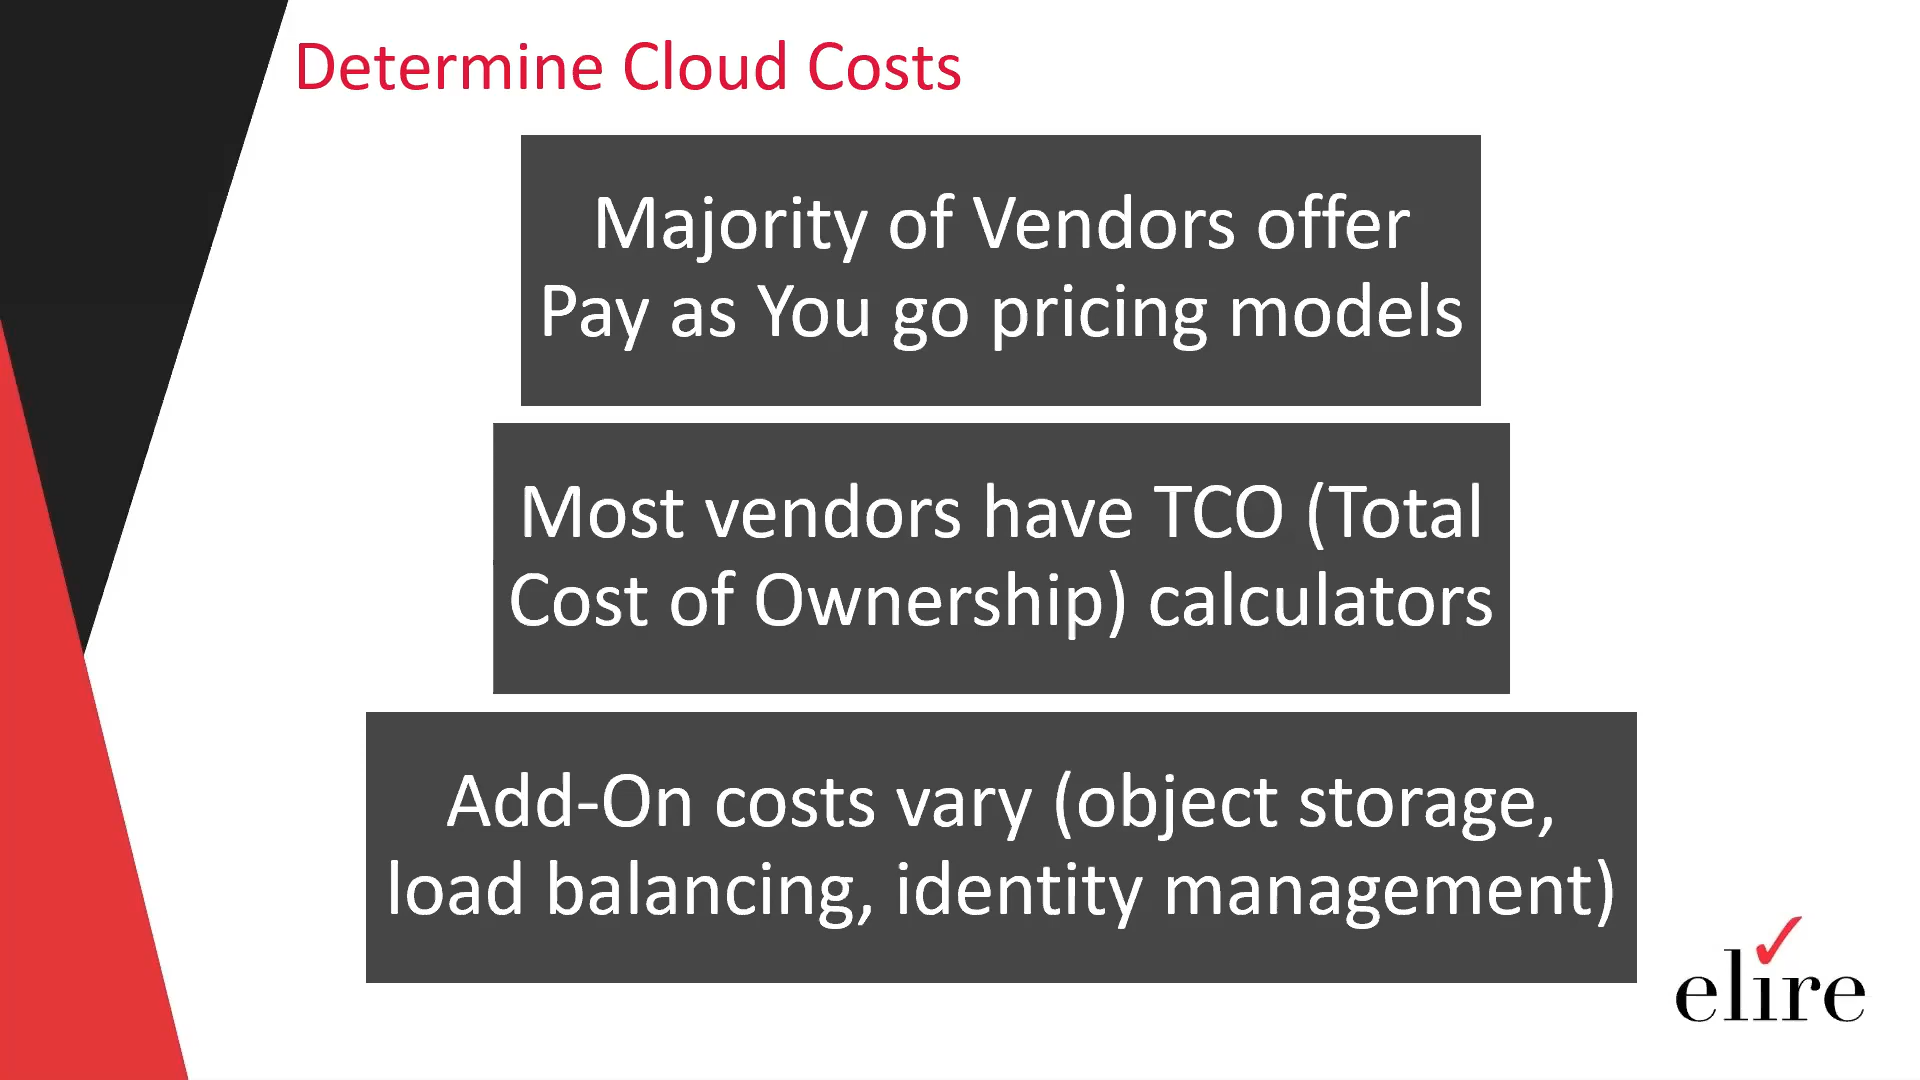 Determine Cloud Costs
Majority of Vendors offer
Pay as You go pricing models
Most vendors have TCO (Total
Cost of Ownership) calculators
Add-On costs vary (object storage,
load balancing, identity management)
elire